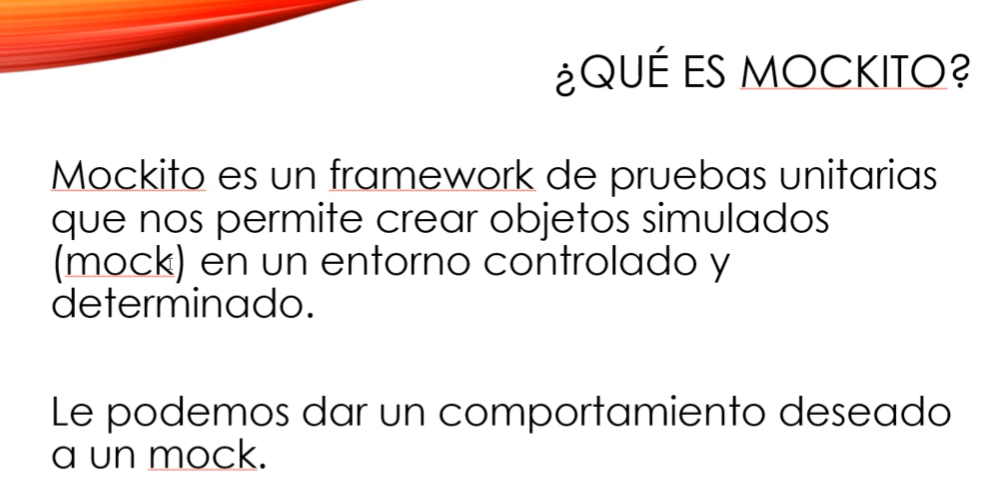 ¿QUÉ ES MOCKITO?
Mockito es un framework de pruebas unitarias
que nos permite crear objetos simulados
(mock) en un entorno controlado y
determinado.
Le podemos dar un comportamiento deseado
a un mock.